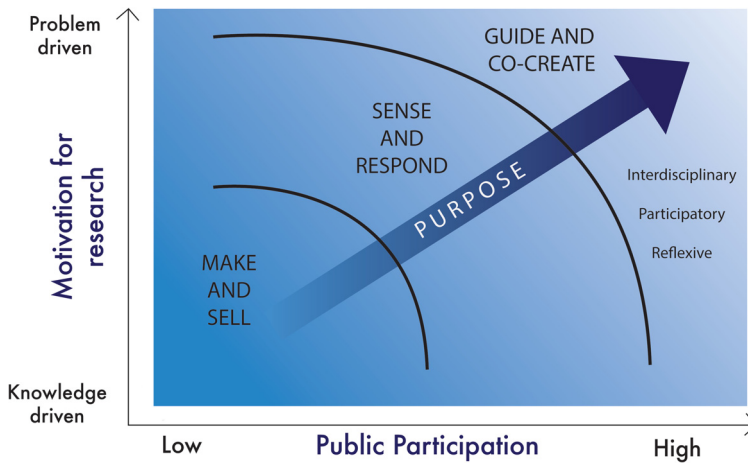 Problem
driven
Motivation for
research
Knowledge
driven
GUIDE AND
CO-CREATE
SENSE
AND
RESPOND
MAKE
AND
SELL
PURPOSE
Interdisciplinary
Participatory
Reflexive
Low
Public Participation
High